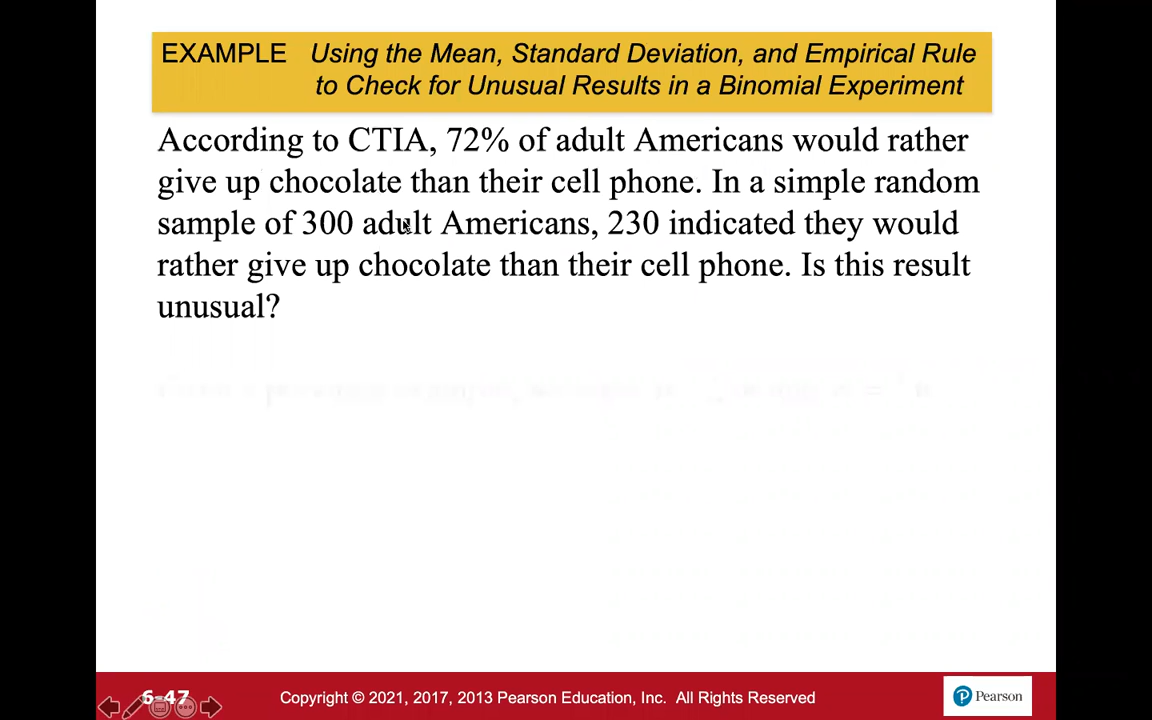 EXAMPLE Using the Mean, Standard Deviation, and Empirical Rule
to Check for Unusual Results in a Binomial Experiment
According to CTIA, 72% of adult Americans would rather
give up chocolate than their cell phone. In a simple random
sample of 300 adult Americans, 230 indicated they would
rather give up chocolate than their cell phone. Is this result
unusual?
6-47
Copyright © 2021, 2017, 2013 Pearson Education, Inc. All Rights Reserved
Pearson